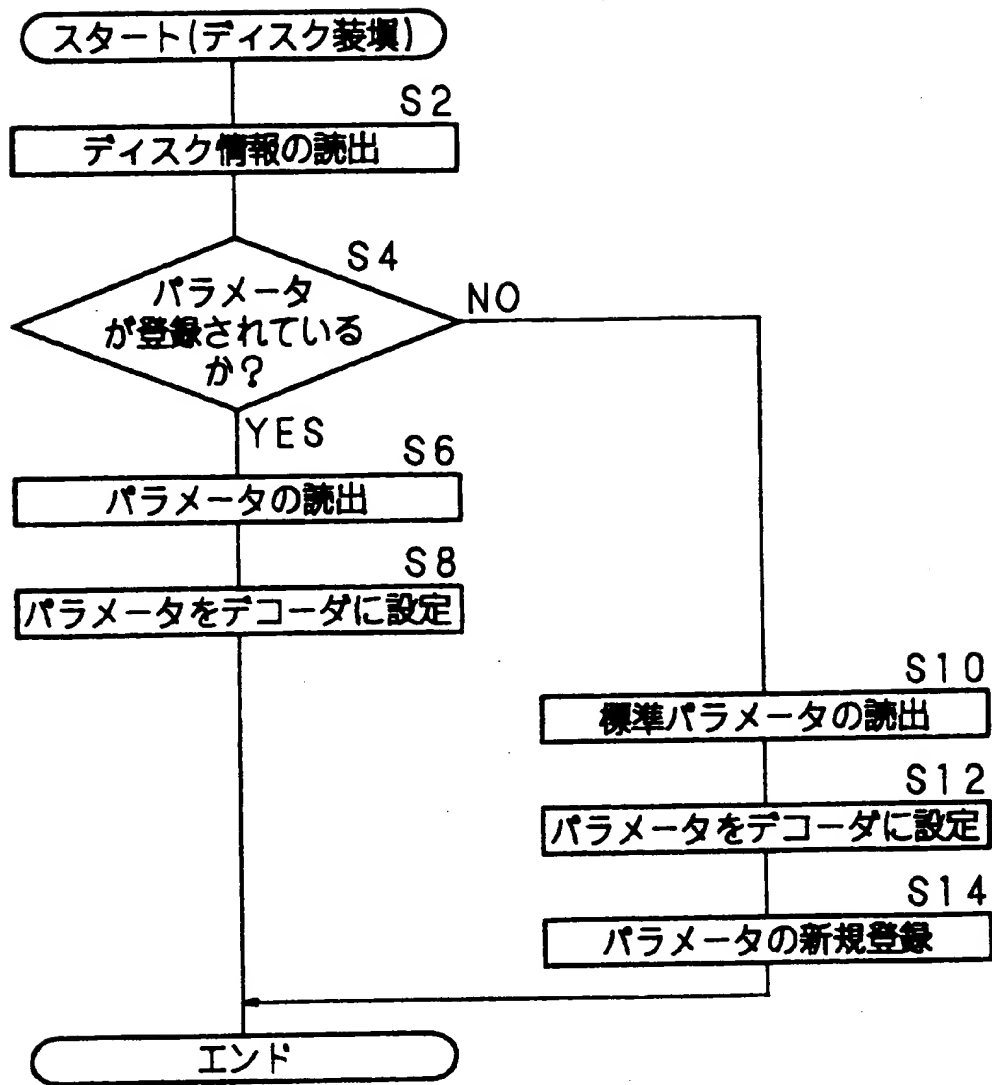 スタート(ディスク装填)
S2
ディスク情報の読出
S4
パラメータ
が登録されている
か?
NO
YES
S6
パラメータの読出
S8
パラメータをデコーダに設定
S10
標準パラメータの読出
S12
パラメータをデコーダに設定
S14
パラメータの新規登録
エンド